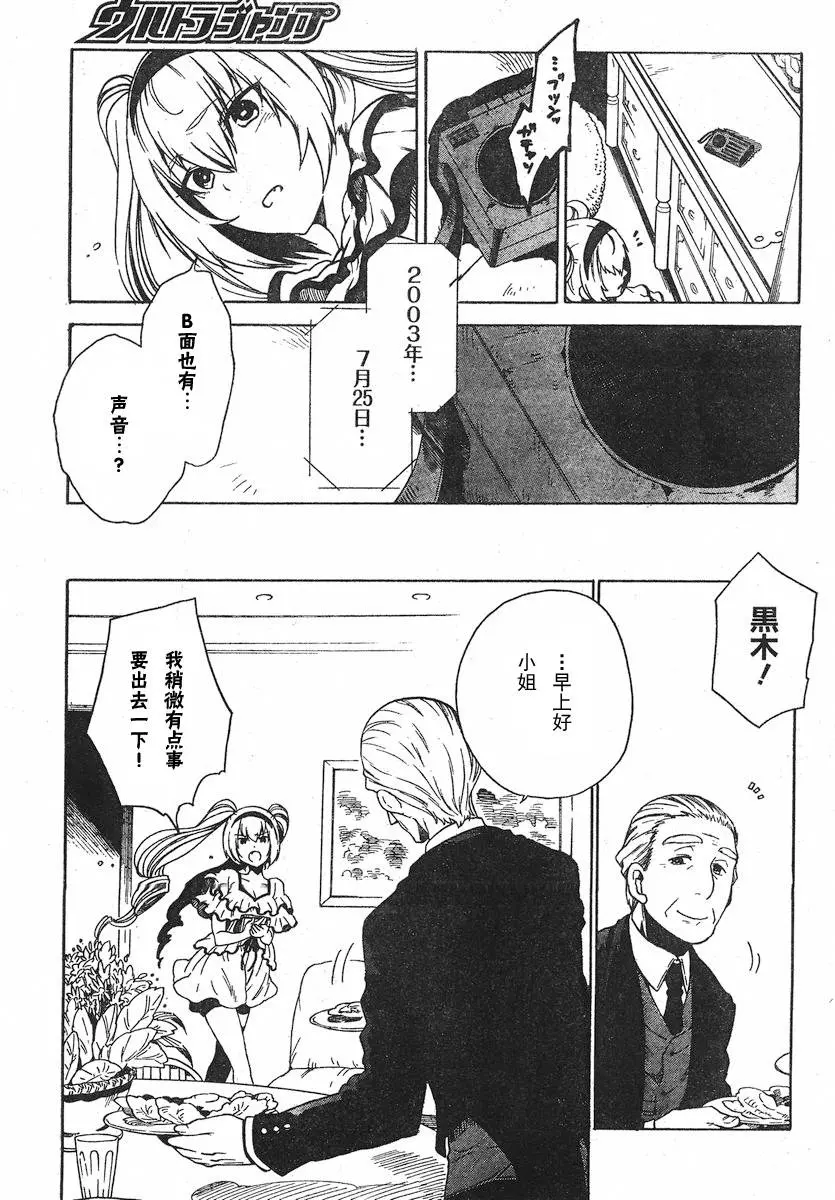 ウルトラジャンプ
…ブツンッ
ガチャッ
2003年…
7月25日…
B面也有…
声音…?
黒木!
…早上好
小姐
我稍微有点事
要出去一下!